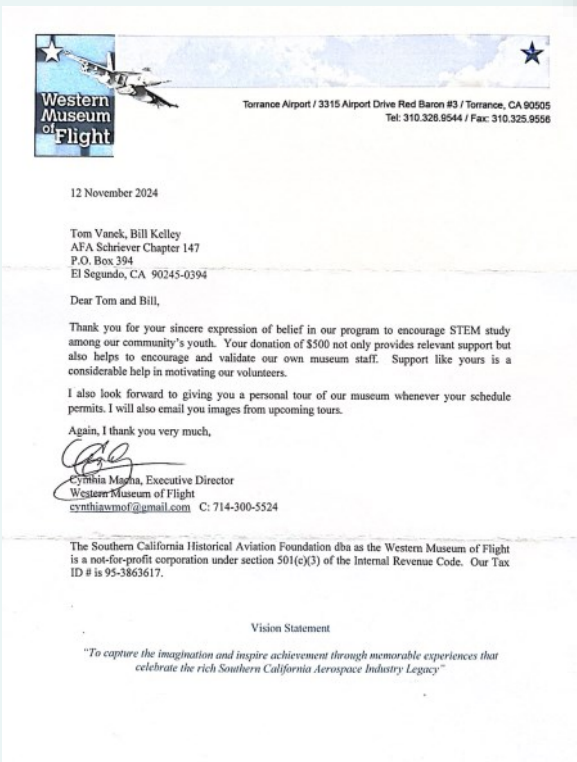 Western
Museum
of Flight
Torrance Airport / 3315 Airport Drive Red Baron #3 / Torrance, CA 90505
Tel: 310.326.9544 / Fax: 310.325.9556
12 November 2024
Tom Vanek, Bill Kelley
AFA Schriever Chapter 147
P.O. Box 394
El Segundo, CA 90245-0394
Dear Tom and Bill,
Thank you for your sincere expression of belief in our program to encourage STEM study
among our community's youth. Your donation of $500 not only provides relevant support but
also helps to encourage and validate our own museum staff. Support like yours is a
considerable help in motivating our volunteers.
I also look forward to giving you a personal tour of our museum whenever your schedule
permits. I will also email you images from upcoming tours.
Again, I thank you very much,
Cynthia Macha, Executive Director
Western Museum of Flight
cynthiawmof@gmail.com C: 714-300-5524
The Southern California Historical Aviation Foundation dba as the Western Museum of Flight
is a not-for-profit corporation under section 501(c)(3) of the Internal Revenue Code. Our Tax
ID # is 95-3863617.
Vision Statement
"To capture the imagination and inspire achievement through memorable experiences that
celebrate the rich Southern California Aerospace Industry Legacy"